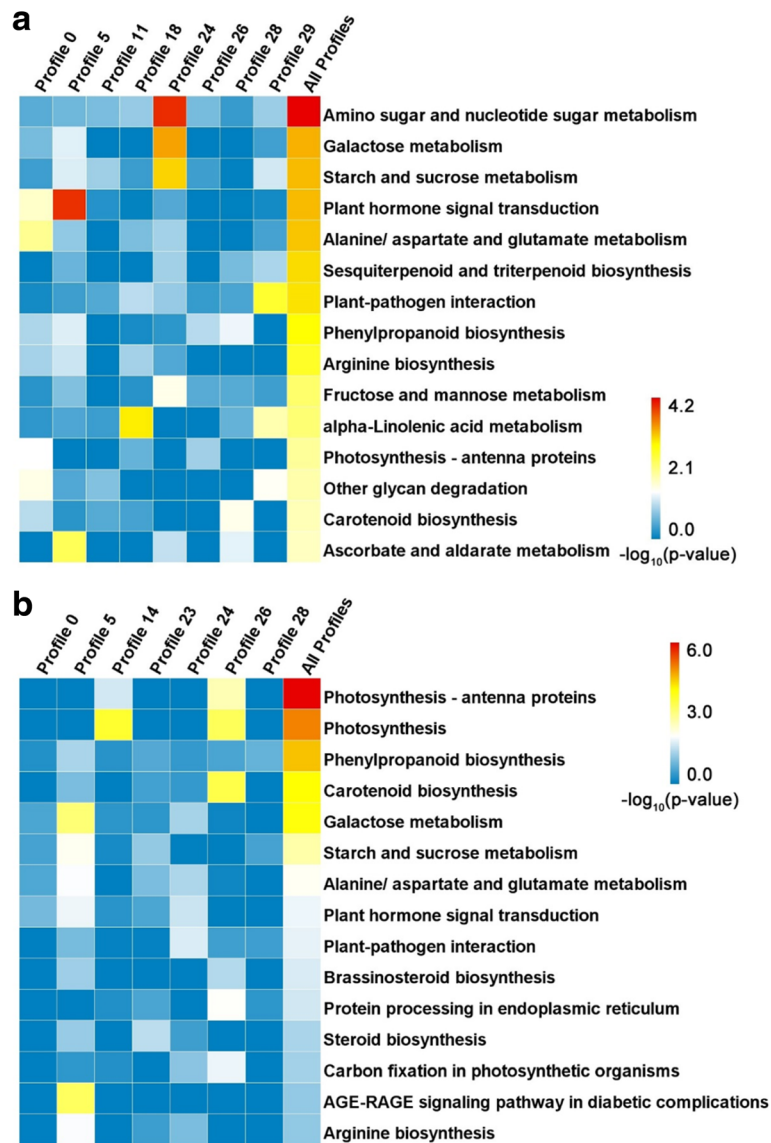 a
Profile 0
Profile 5
Profile 11
Profile 18
Profile 24
Profile 26
Profile 28
Profile 29
All Profiles
Amino sugar and nucleotide sugar metabolism
Galactose metabolism
Starch and sucrose metabolism
Plant hormone signal transduction
Alanine/ aspartate and glutamate metabolism
Sesquiterpenoid and triterpenoid biosynthesis
Plant-pathogen interaction
Phenylpropanoid biosynthesis
Arginine biosynthesis
Fructose and mannose metabolism
alpha-Linolenic acid metabolism
Photosynthesis - antenna proteins
Other glycan degradation
Carotenoid biosynthesis
Ascorbate and aldarate metabolism
4.2
2.1
0.0
-log10(p-value)
b
Profile 0
Profile 5
Profile 14
Profile 23
Profile 24
Profile 26
Profile 28
All Profiles
Photosynthesis - antenna proteins
Photosynthesis
Phenylpropanoid biosynthesis
Carotenoid biosynthesis
Galactose metabolism
Starch and sucrose metabolism
Alanine/ aspartate and glutamate metabolism
Plant hormone signal transduction
Plant-pathogen interaction
Brassinosteroid biosynthesis
Protein processing in endoplasmic reticulum
Steroid biosynthesis
Carbon fixation in photosynthetic organisms
AGE-RAGE signaling pathway in diabetic complications
Arginine biosynthesis
6.0
3.0
0.0
-log10(p-value)